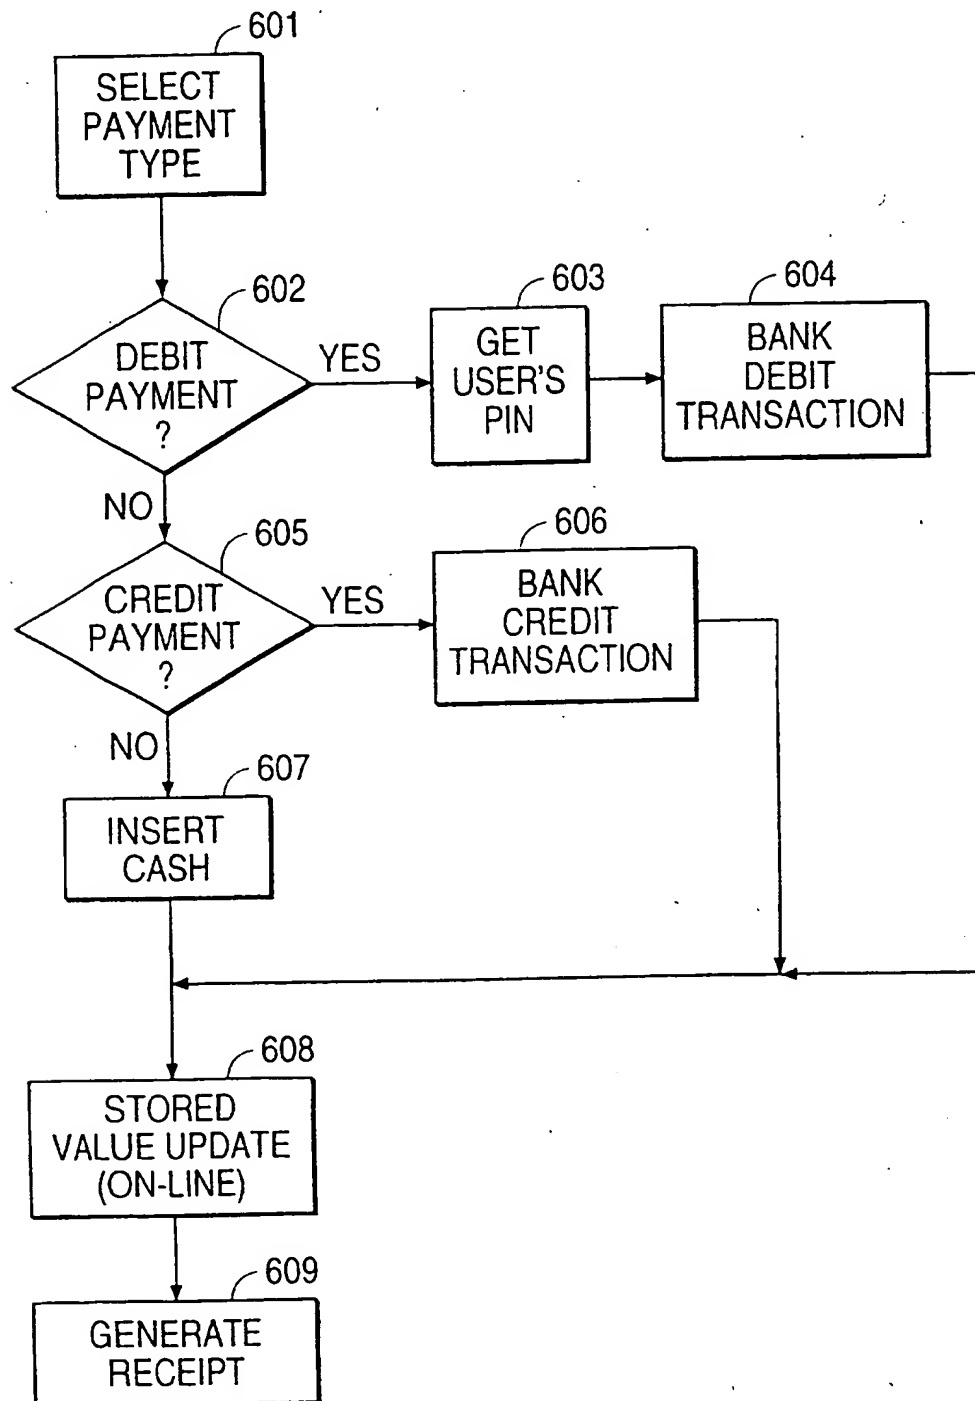 601
SELECT
PAYMENT
TYPE
602
DEBIT
PAYMENT
?
YES
603
GET
USER'S
PIN
604
BANK
DEBIT
TRANSACTION
NO
605
CREDIT
PAYMENT
?
YES
606
BANK
CREDIT
TRANSACTION
NO
607
INSERT
CASH
608
STORED
VALUE UPDATE
(ON-LINE)
609
GENERATE
RECEIPT